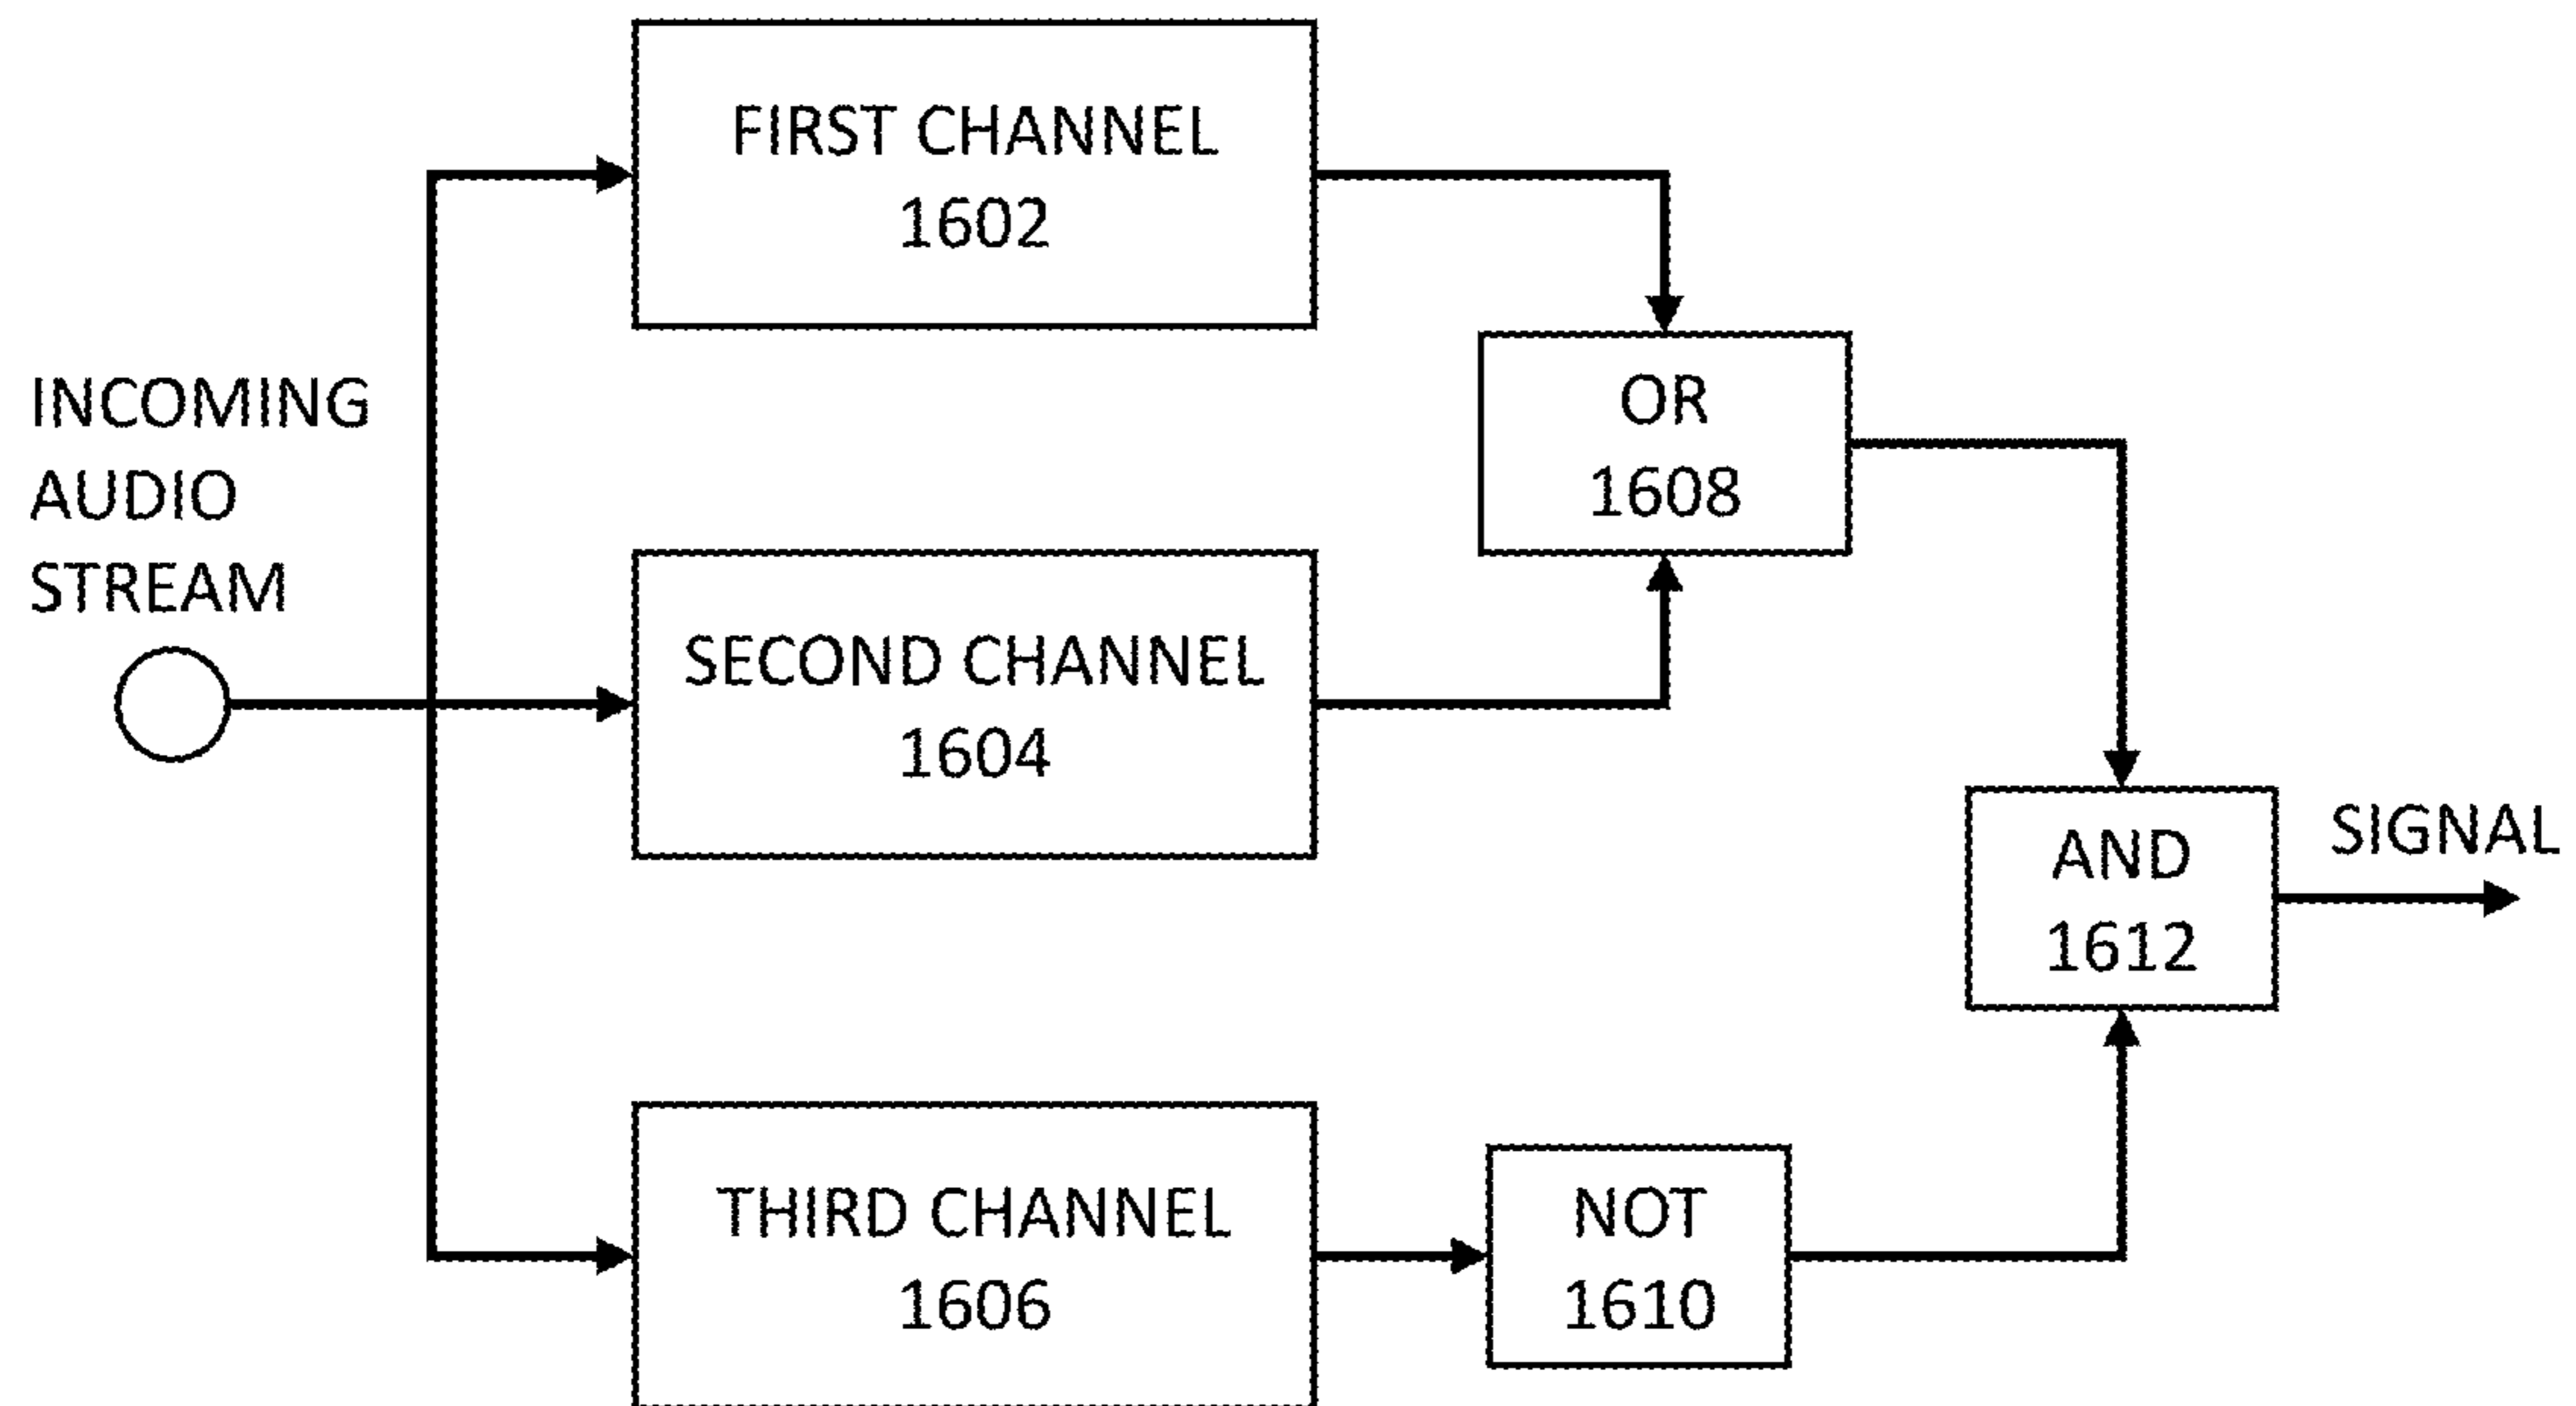 FIRST CHANNEL
1602
INCOMING
AUDIO
STREAM
OR
1608
SECOND CHANNEL
1604
AND
1612
SIGNAL
THIRD CHANNEL
1606
NOT
1610